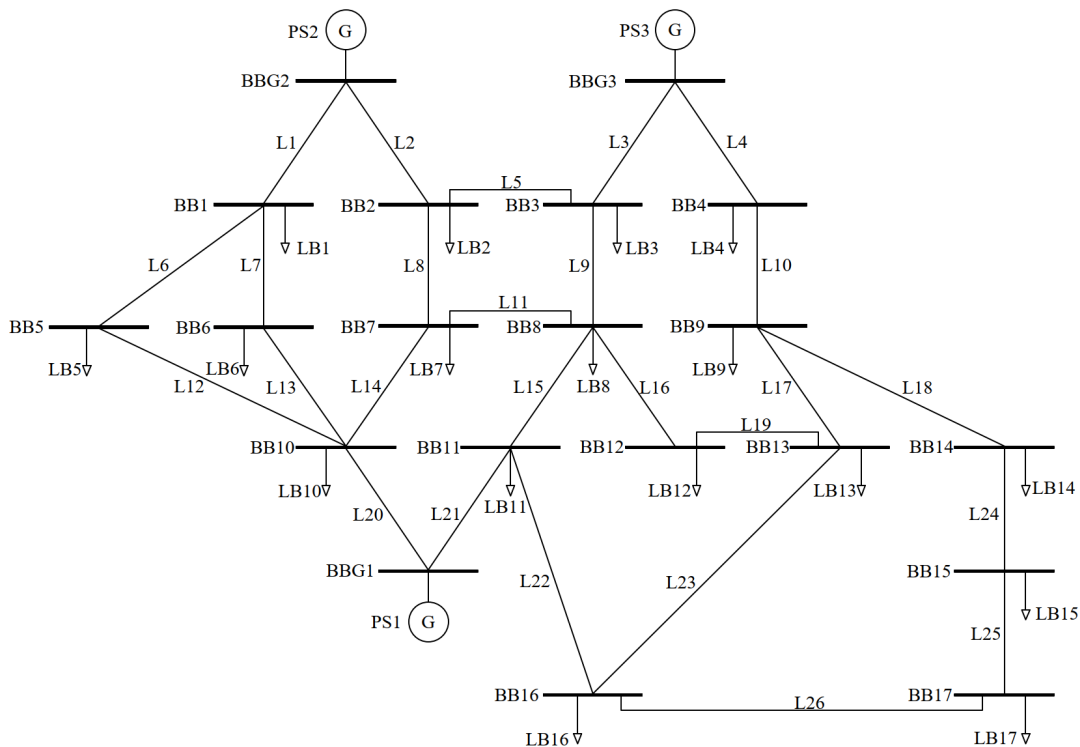 PS2 G PS3 G
BBG2 BBG3
L1 L2 L3 L4
L5
BB1 BB2 BB3 BB4
LB1 LB2 LB3 LB4
L6 L7 L8 L9 L10
L11
BB5 BB6 BB7 BB8 BB9
LB5 LB6 LB7 LB8 LB9
L12 L13 L14 L15 L16 L17 L18
L19
BB10 BB11 BB12 BB13 BB14
LB10 LB11 LB12 LB13 LB14
L20 L21 L24
BBG1 L22 L23 BB15
PS1 G LB15
L25
BB16 L26 BB17
LB16 LB17